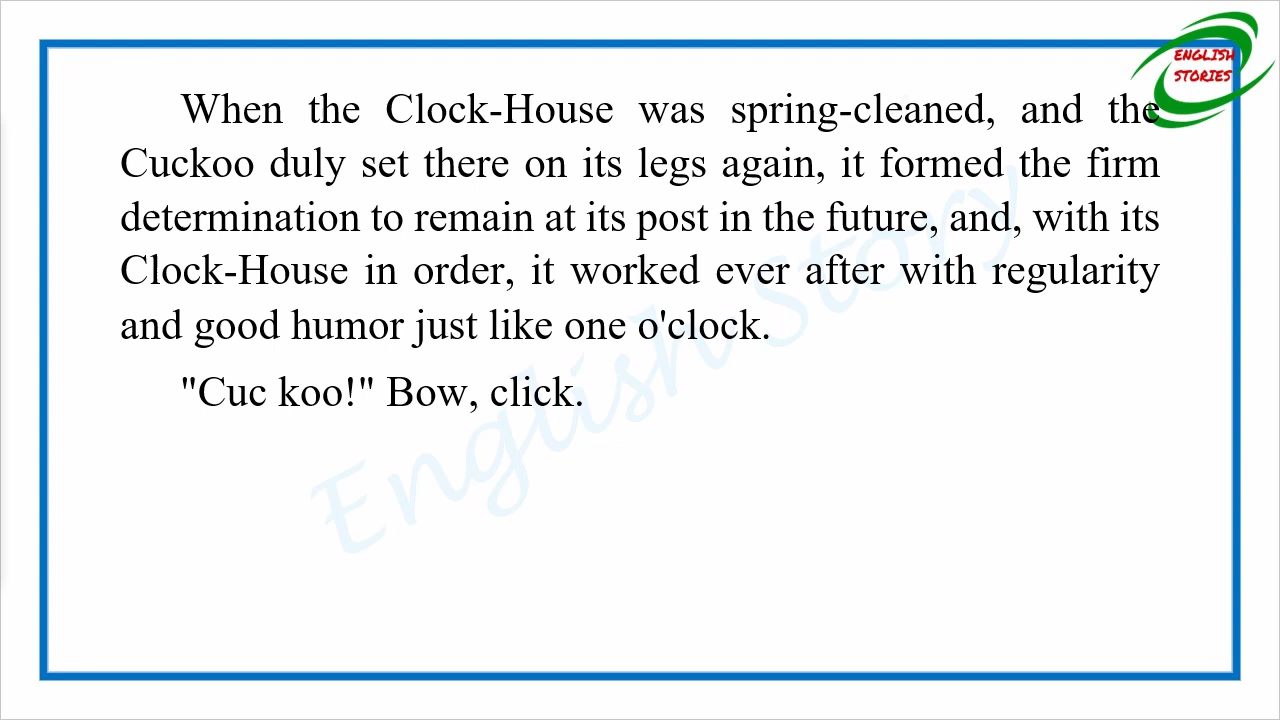 ENGLISH
STORIES
When the Clock-House was spring-cleaned, and the
Cuckoo duly set there on its legs again, it formed the firm
determination to remain at its post in the future, and, with its
Clock-House in order, it worked ever after with regularity
and good humor just like one o'clock.
"Cuc koo!" Bow, click.
English Story